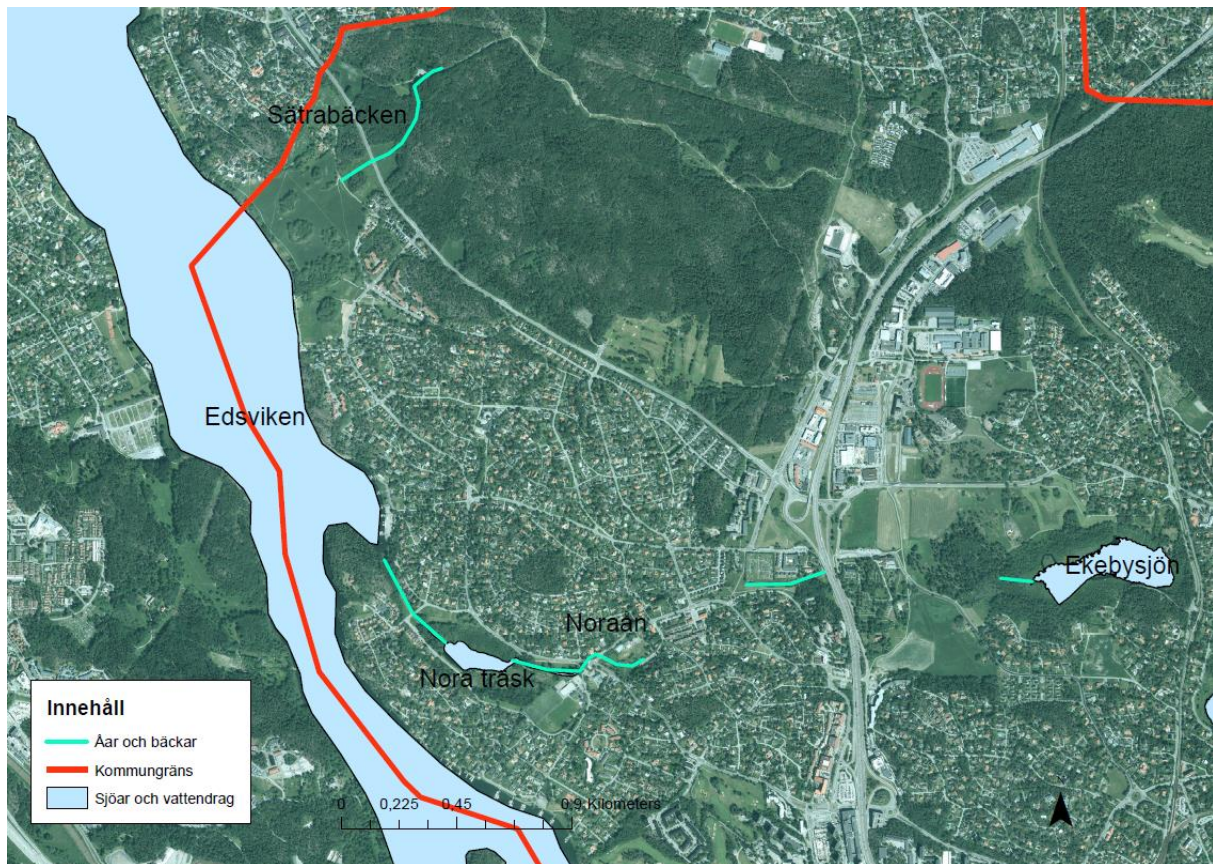 Sätrabäcken
Edsviken
Ekebysjön
Noraån
Nora träsk
Innehåll
Åar och bäckar
Kommungräns
Sjöar och vattendrag
0 0,225 0,45 0,9 Kilometers